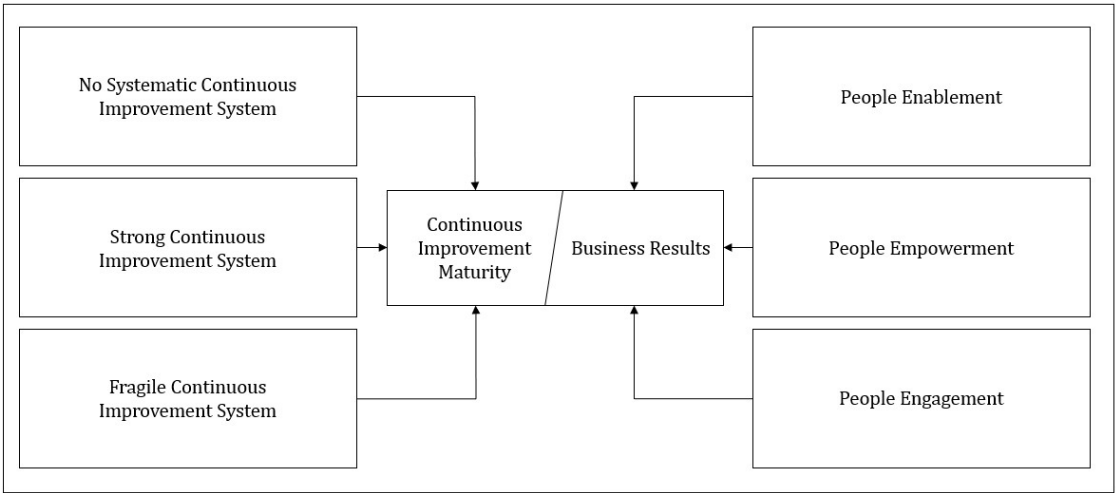 No Systematic Continuous
Improvement System
Strong Continuous
Improvement System
Fragile Continuous
Improvement System
Continuous
Improvement
Maturity
Business Results
People Enablement
People Empowerment
People Engagement